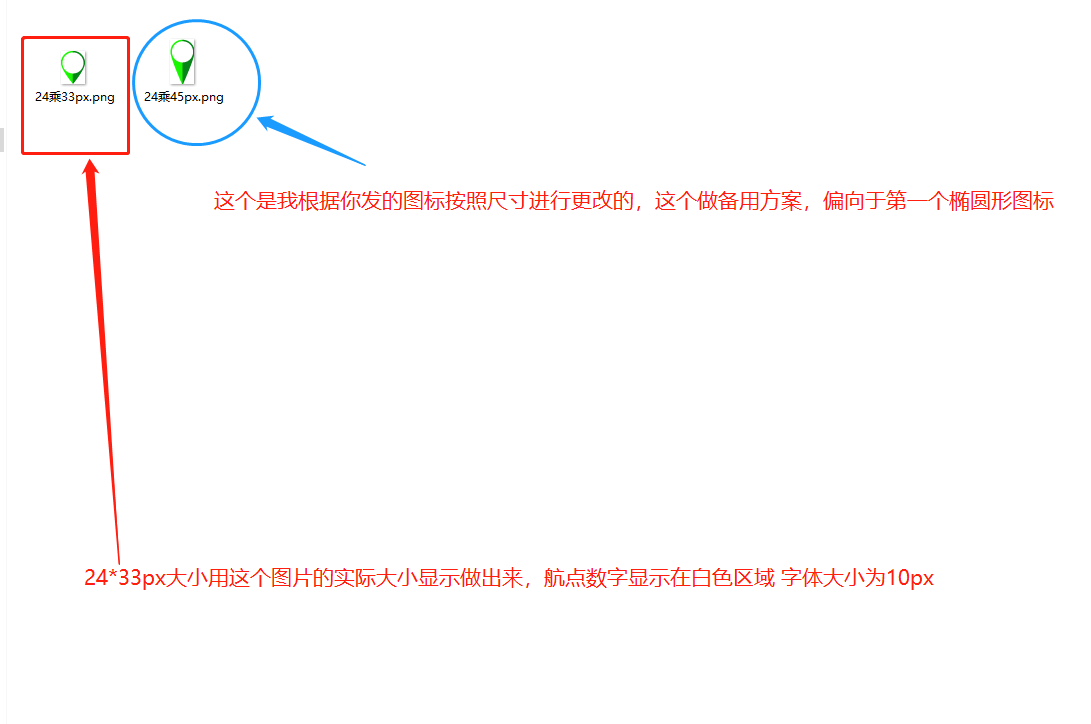 24乘33px.png
24乘45px.png
这个是我根据你发的图标按照尺寸进行更改的，这个做备用方案，偏向于第一个椭圆形图标
24*33px大小用这个图片的实际大小显示做出来，航点数字显示在白色区域 字体大小为10px